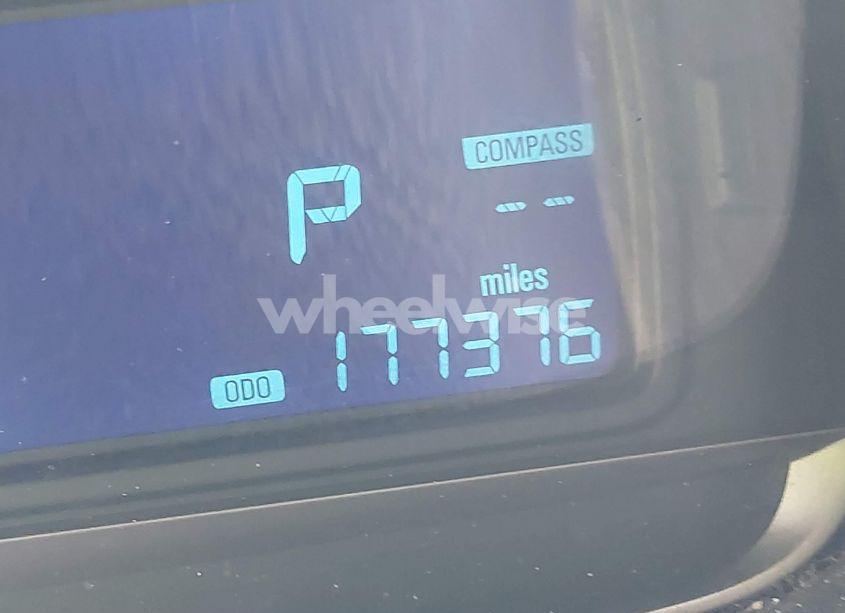 COMPASS
P --
miles
wheelwise
ODO 177376